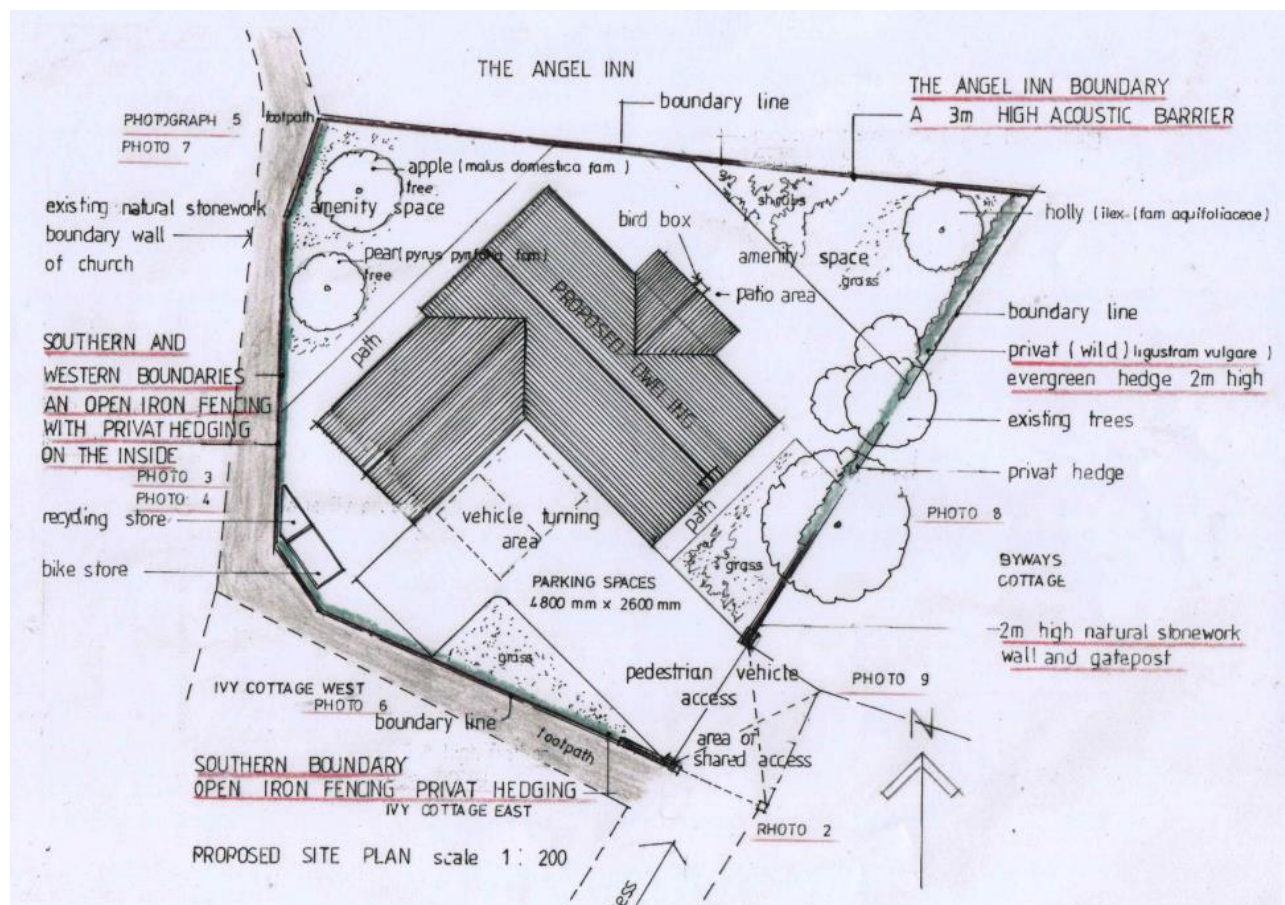 THE ANGEL INN
boundary line
THE ANGEL INN BOUNDARY
A 3m HIGH ACOUSTIC BARRIER
PHOTOGRAPH 5
PHOTO 7
footpath
apple (malus domestica fam)
tree
existing natural stonework
boundary wall
of church
amenity space
pear (pyrus pyrifolia fam)
tree
bird box
shrubs
holly (ilex (fam aquifoliaceae)
amenity space
grass
patio area
PROPOSED DWELLING
path
boundary line
privat (wild) ligustram vulgare)
evergreen hedge 2m high
existing trees
privat hedge
SOUTHERN AND
WESTERN BOUNDARIES
AN OPEN IRON FENCING
WITH PRIVAT HEDGING
ON THE INSIDE
PHOTO 3
PHOTO 4
recycling store
bike store
vehicle turning
area
path
PHOTO 8
grass
PARKING SPACES
4800 mm x 2600 mm
BYWAYS
COTTAGE
2m high natural stonework
wall and gatepost
grass
pedestrian vehicle
access
PHOTO 9
IVY COTTAGE WEST
PHOTO 6
boundary line
footpath
area of
shared access
N
SOUTHERN BOUNDARY
OPEN IRON FENCING PRIVAT HEDGING
IVY COTTAGE EAST
RHOTO 2
PROPOSED SITE PLAN scale 1 : 200